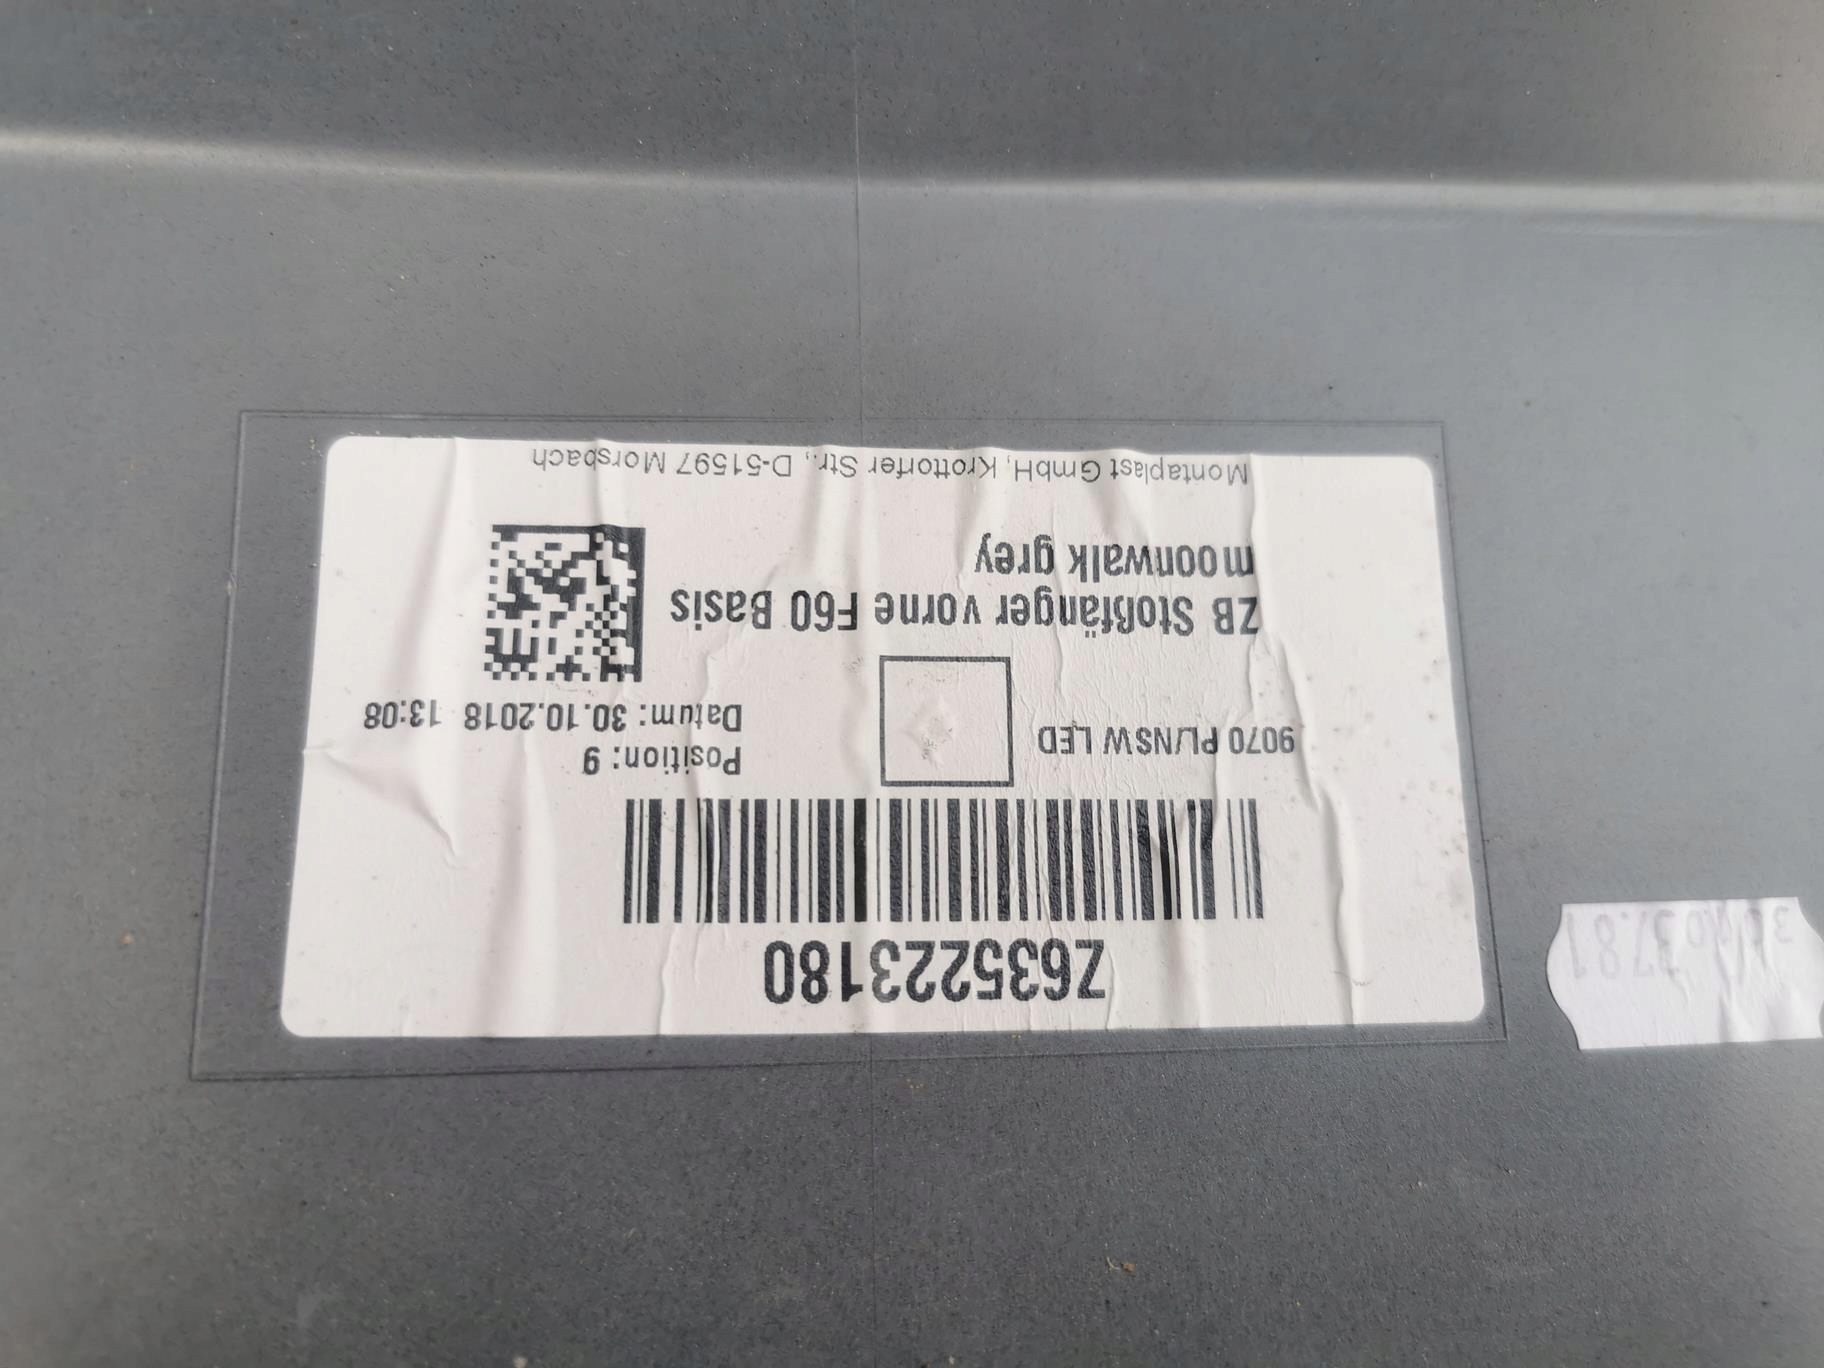 Z635223180
9070 PL/NSW LED
Position: 9
Datum: 30.10.2018 13:08
ZB Stoßfänger vorne F60 Basis
moonwalk grey
Montaplast GmbH, Krottorfer Str., D-51597 Morsbach